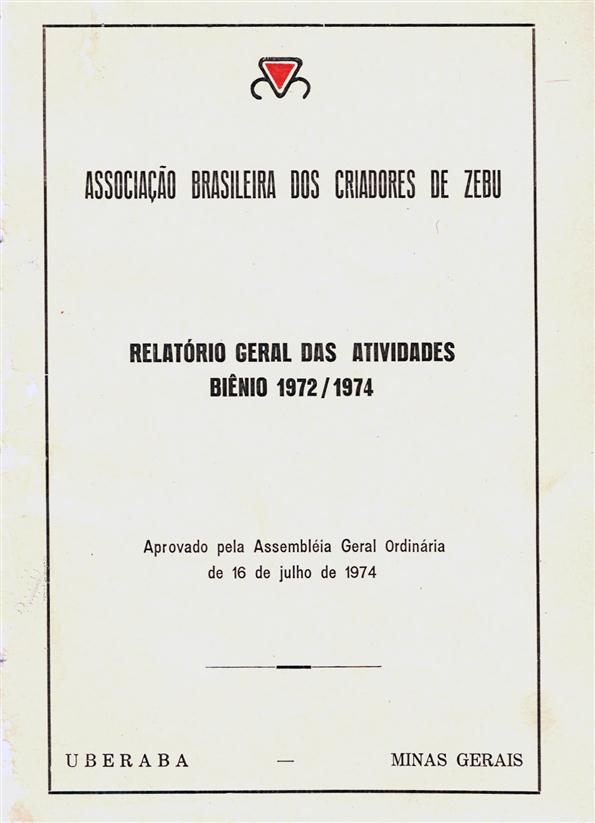 ASSOCIAÇÃO BRASILEIRA DOS CRIADORES DE ZEBU
RELATÓRIO GERAL DAS ATIVIDADES
BIÊNIO 1972/1974
Aprovado pela Assembléia Geral Ordinária
de 16 de julho de 1974
UBERABA — MINAS GERAIS